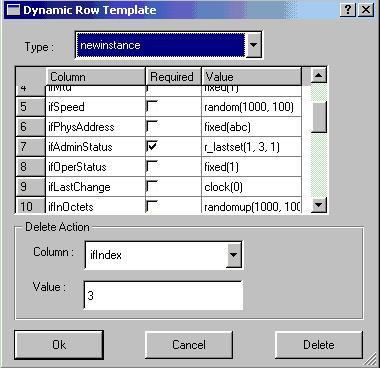 Dynamic Row Template
Type : newinstance
Column Required Value
4 ifMtu fixed(1)
5 ifSpeed random(1000, 100)
6 ifPhysAddress fixed(abc)
7 ifAdminStatus r_lastset(1, 3, 1)
8 ifOperStatus fixed(1)
9 ifLastChange clock(0)
10 ifInOctets randomup(1000, 100
Delete Action
Column : ifIndex
Value : 3
Ok Cancel Delete